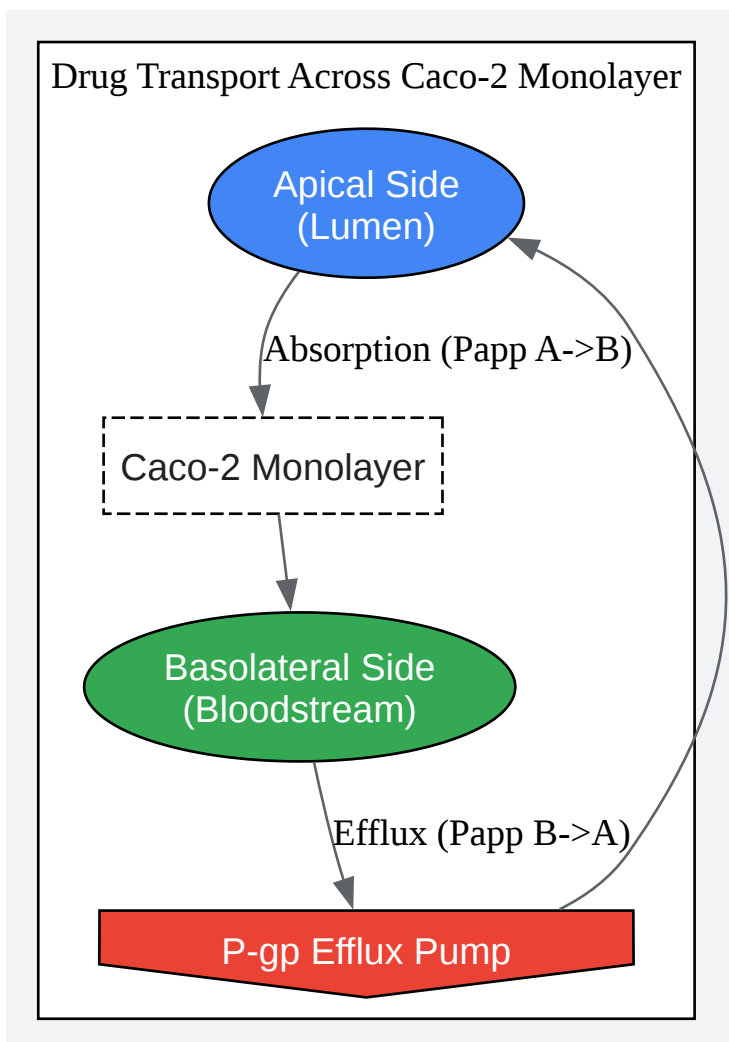 Drug Transport Across Caco-2 Monolayer
Apical Side
(Lumen)
Absorption (Papp A->B)
Caco-2 Monolayer
Basolateral Side
(Bloodstream)
Efflux (Papp B->A)
P-gp Efflux Pump